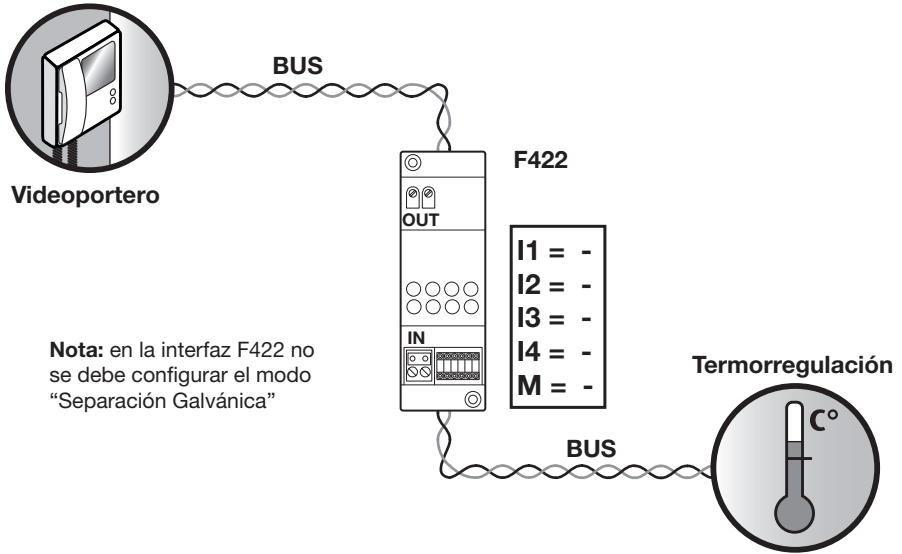 BUS
F422
Videoportero
OUT
I1 = -
I2 = -
I3 = -
I4 = -
M = -
IN
Nota: en la interfaz F422 no
se debe configurar el modo
“Separación Galvánica”
Termorregulación
C°
BUS